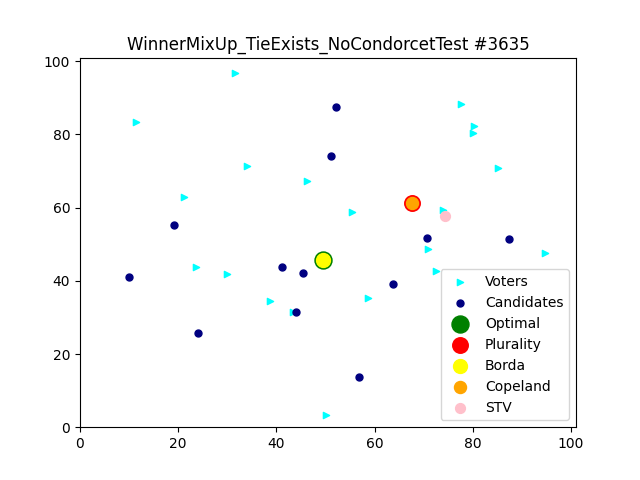 WinnerMixUp_TieExists_NoCondorcetTest #3635
100
80
60
40
20
0
0 20 40 60 80 100
Voters
Candidates
Optimal
Plurality
Borda
Copeland
STV